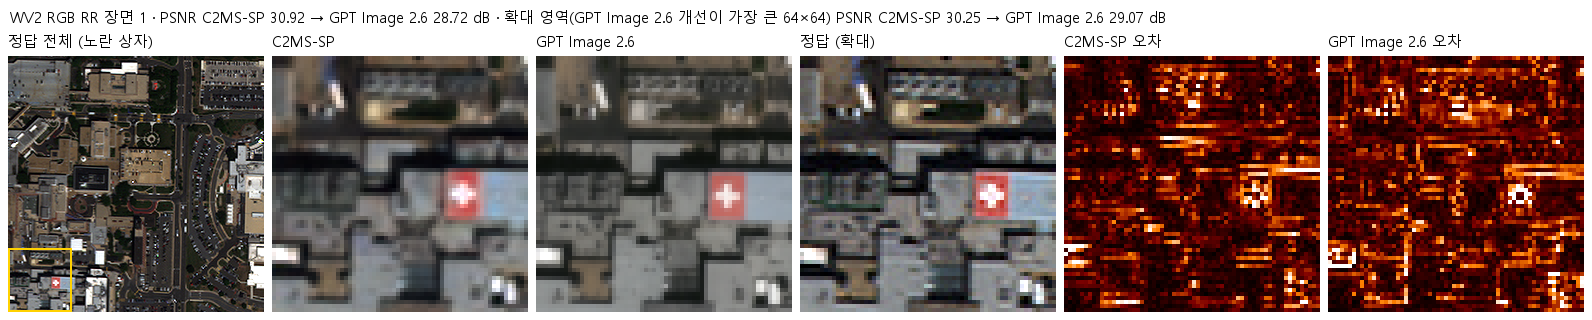 WV2 RGB RR 장면 1 · PSNR C2MS-SP 30.92 → GPT Image 2.6 28.72 dB · 확대 영역(GPT Image 2.6 개선이 가장 큰 64×64) PSNR C2MS-SP 30.25 → GPT Image 2.6 29.07 dB
정답 전체 (노란 상자)
C2MS-SP
GPT Image 2.6
정답 (확대)
C2MS-SP 오차
GPT Image 2.6 오차